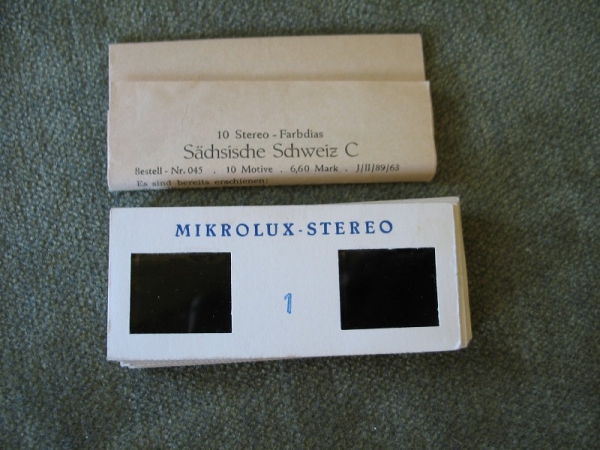 10 Stereo - Farbdias
Sächsische Schweiz C
Bestell - Nr. 045 . 10 Motive . 6,60 Mark . J/II/89/63
Es sind bereits erschienen:
MIKROLUX - STEREO
1